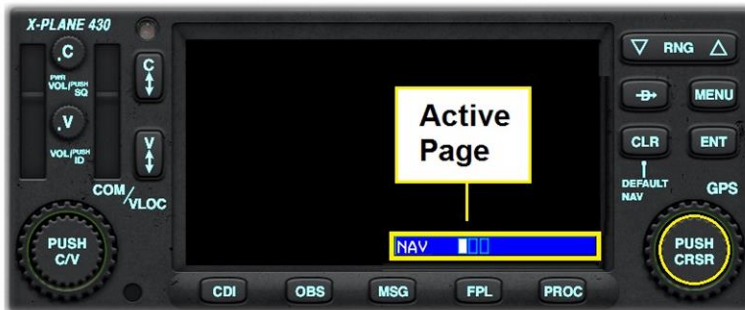 X-PLANE 430
.C
PWR
VOL/PUSH
SQ
C
.V
VOL/PUSH
ID
V
COM/VLOC
PUSH
C/V
Active
Page
NAV
CDI
OBS
MSG
FPL
PROC
RNG
D
MENU
CLR
ENT
DEFAULT
NAV
GPS
PUSH
CRSR